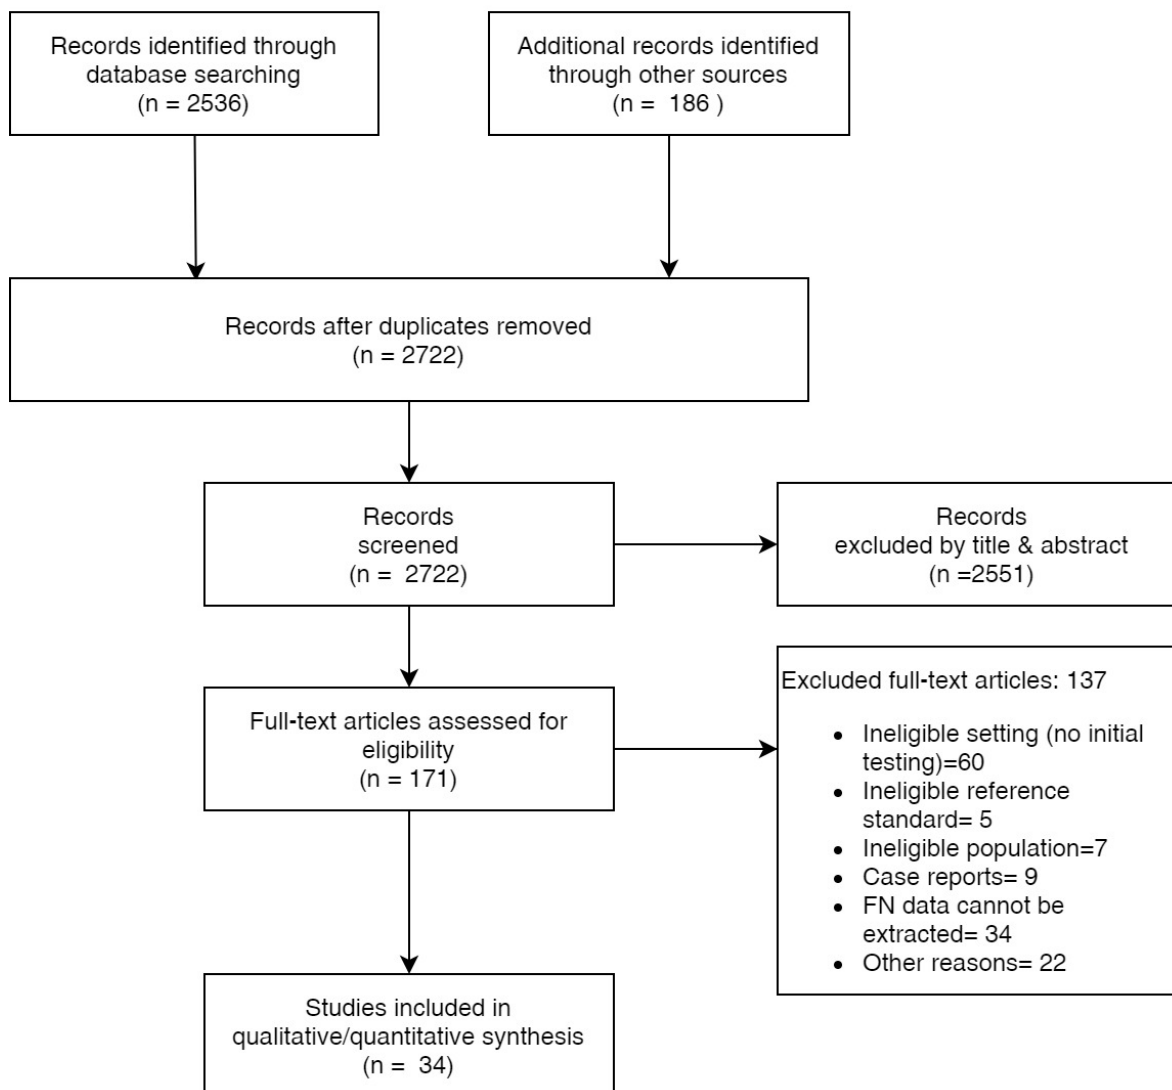 Records identified through
database searching
(n = 2536)
Additional records identified
through other sources
(n =  186 )
Records after duplicates removed
(n = 2722)
Records
screened
(n =  2722)
Records
excluded by title & abstract
(n =2551)
Full-text articles assessed for
eligibility
(n = 171)
Excluded full-text articles: 137
• Ineligible setting (no initial
testing)=60
• Ineligible reference
standard= 5
• Ineligible population=7
• Case reports= 9
• FN data cannot be
extracted= 34
• Other reasons= 22
Studies included in
qualitative/quantitative synthesis
(n =  34)